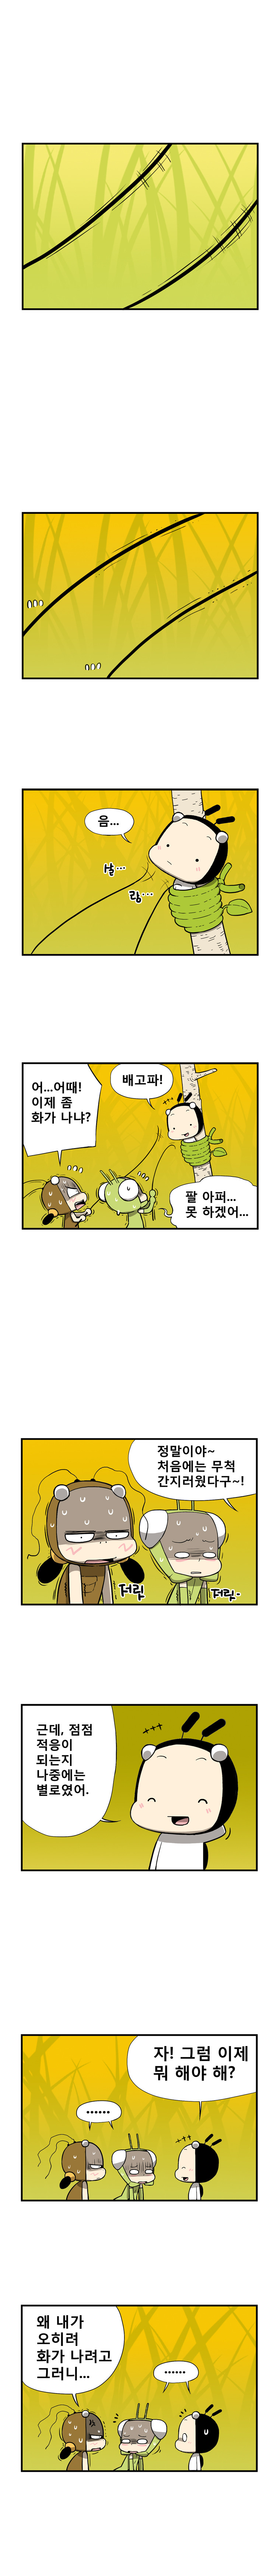 음...
살...
랑...
어...어때!
이제 좀
화가 나냐?
배고파!
팔 아퍼...
못 하겠어...
정말이야~
처음에는 무척
간지러웠다구~!
저릿
저릿~
근데, 점점
적응이
되는지
나중에는
별로였어.
자! 그럼 이제
뭐 해야 해?
......
왜 내가
오히려
화가 나려고
그러니...
......